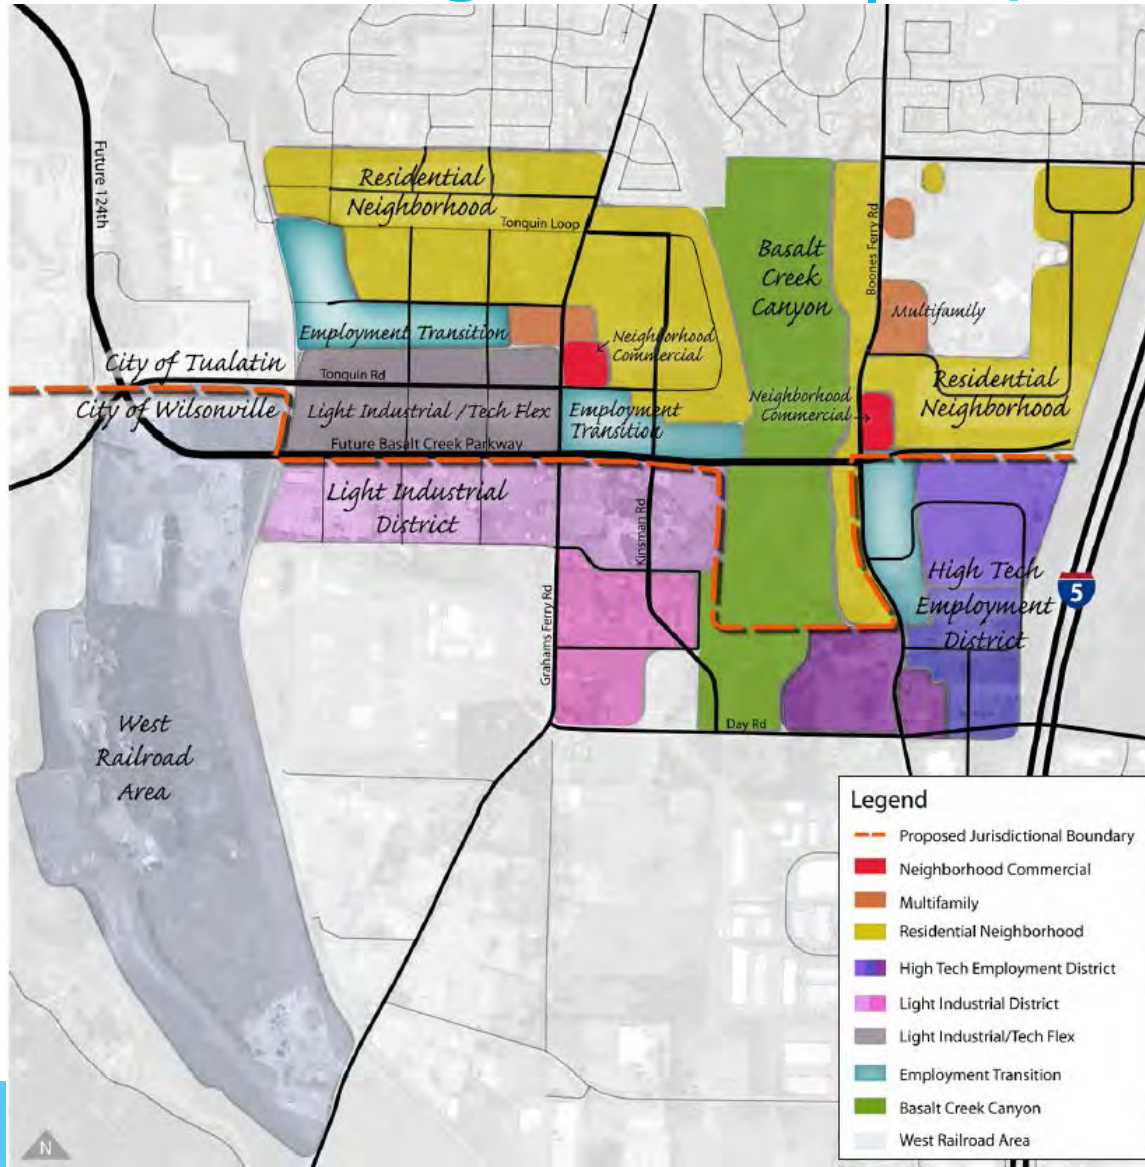 Future 124th
Residential
Neighborhood
Tonquin Loop
Basalt
Creek
Canyon
Boones Ferry Rd
Multifamily
Employment Transition
Neighborhood
Commercial
City of Tualatin
Tonquin Rd
Residential
Neighborhood
Neighborhood
Commercial
City of Wilsonville
Light Industrial / Tech Flex
Employment
Transition
Future Basalt Creek Parkway
Light Industrial
District
Kinsman Rd
High Tech
Employment
District
5
Grahams Ferry Rd
West
Railroad
Area
Day Rd
Legend
Proposed Jurisdictional Boundary
Neighborhood Commercial
Multifamily
Residential Neighborhood
High Tech Employment District
Light Industrial District
Light Industrial/Tech Flex
Employment Transition
Basalt Creek Canyon
West Railroad Area
N